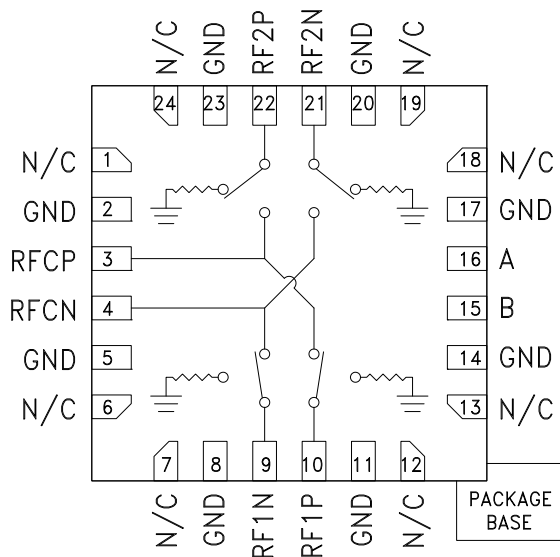 N/C GND RF2P RF2N GND N/C
24 23 22 21 20 19
N/C 1
GND 2
RFCP 3
RFCN 4
GND 5
N/C 6
18 N/C
17 GND
16 A
15 B
14 GND
13 N/C
7 8 9 10 11 12
N/C GND RF1N RF1P GND N/C
PACKAGE
BASE